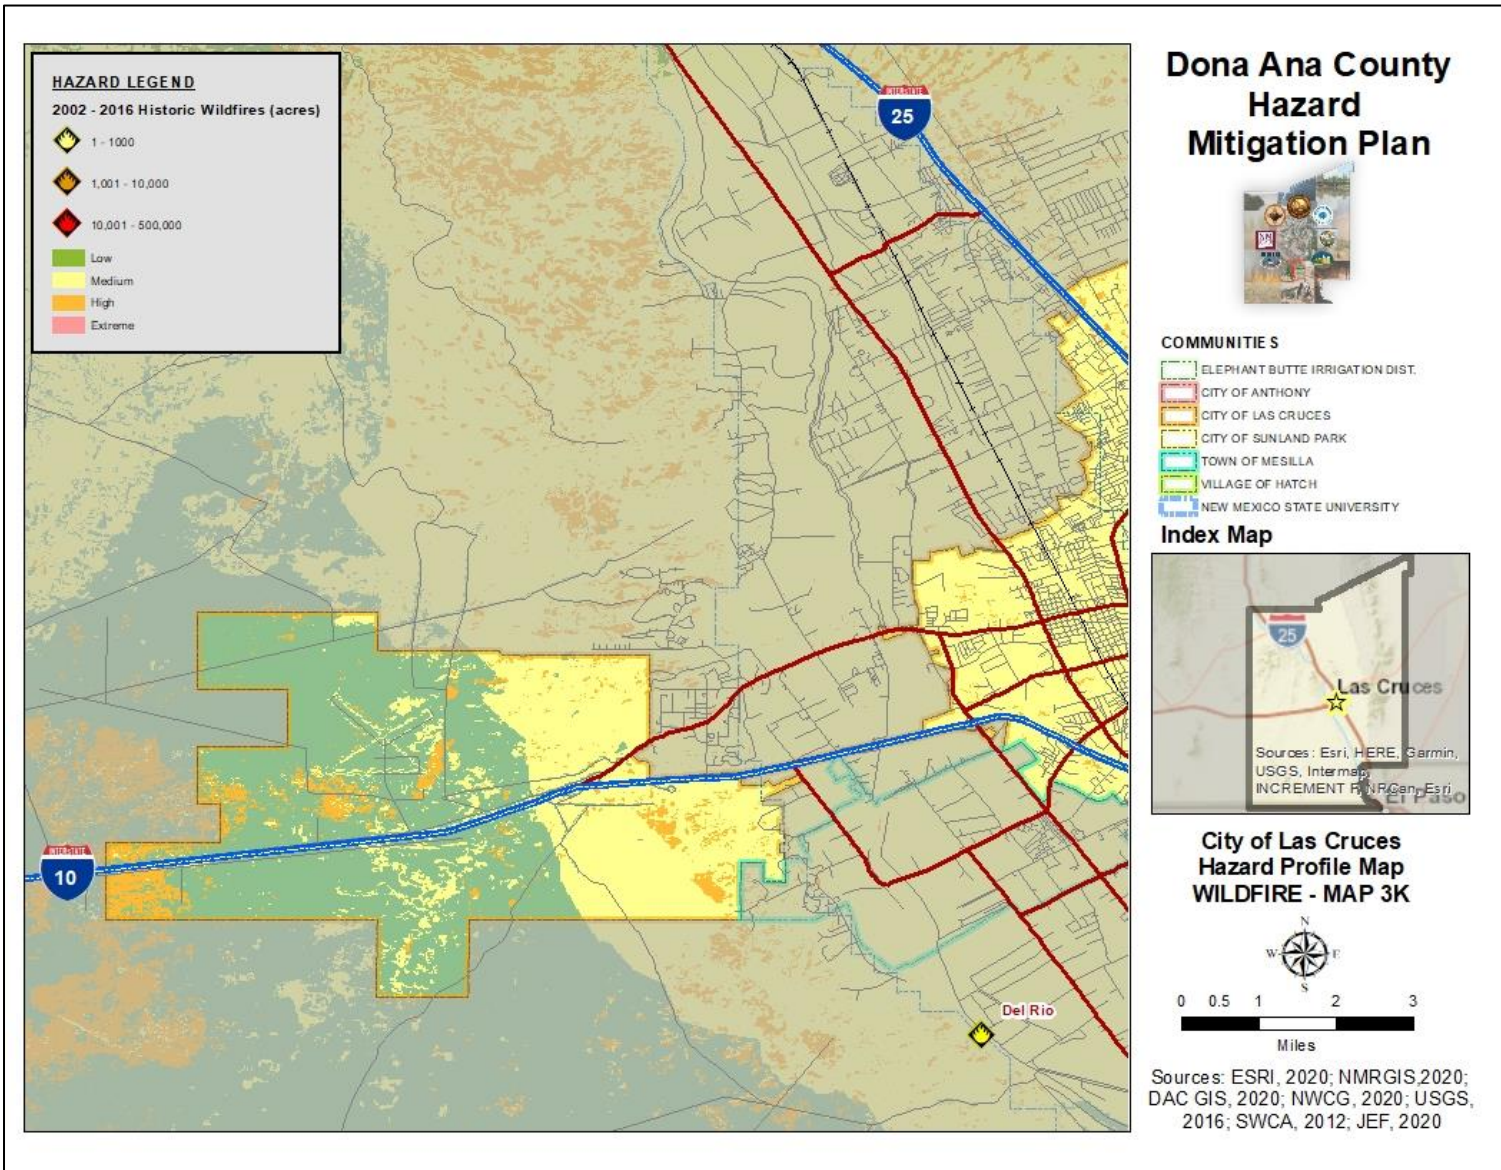 HAZARD LEGEND
2002 - 2016 Historic Wildfires (acres)
1 - 1000
1,001 - 10,000
10,001 - 500,000
Low
Medium
High
Extreme
INTERSTATE
25
INTERSTATE
10
Del Rio
Dona Ana County
Hazard
Mitigation Plan
COMMUNITIES
ELEPHANT BUTTE IRRIGATION DIST.
CITY OF ANTHONY
CITY OF LAS CRUCES
CITY OF SUNLAND PARK
TOWN OF MESILLA
VILLAGE OF HATCH
NEW MEXICO STATE UNIVERSITY
Index Map
25
Las Cruces
Sources: Esri, HERE, Garmin,
USGS, Intermap,
INCREMENT P, NRCan, Esri
El Paso
City of Las Cruces
Hazard Profile Map
WILDFIRE - MAP 3K
N
W E
S
0 0.5 1 2 3
Miles
Sources: ESRI, 2020; NMRGIS,2020;
DAC GIS, 2020; NWCG, 2020; USGS,
2016; SWCA, 2012; JEF, 2020